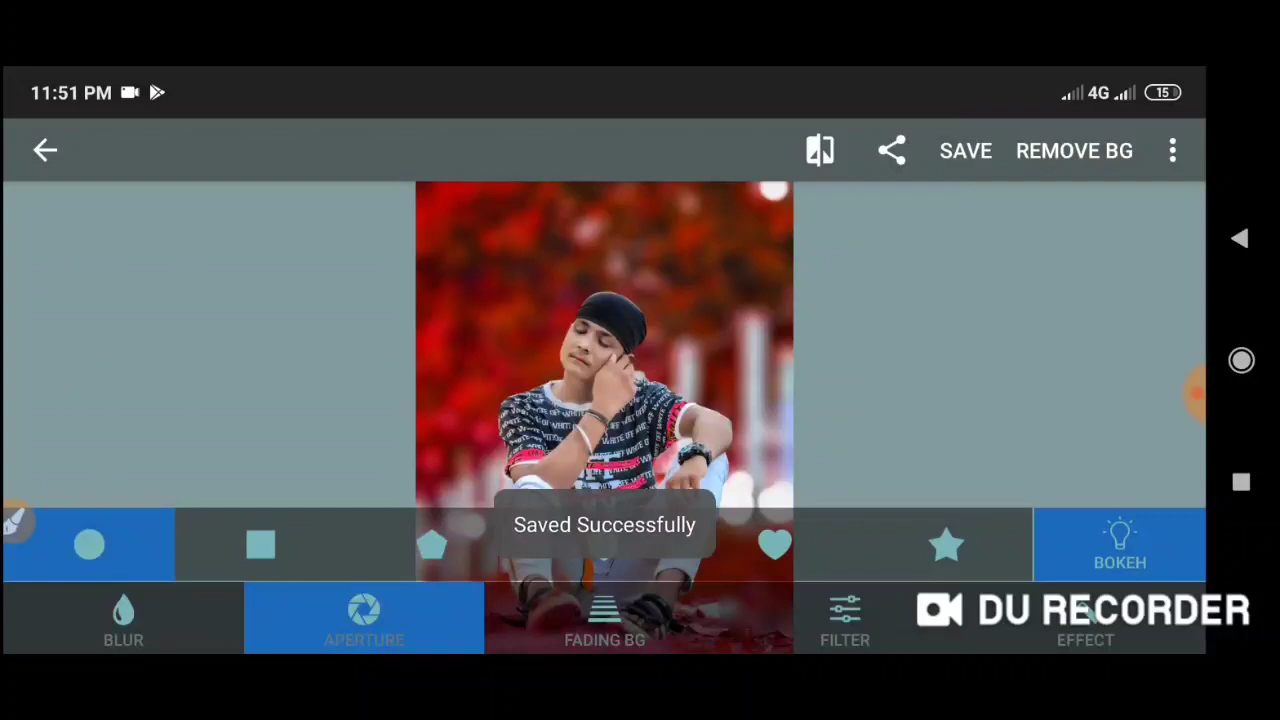 11:51 PM
4G
15
SAVE
REMOVE BG
Saved Successfully
BOKEH
BLUR
APERTURE
FADING BG
FILTER
EFFECT
DU RECORDER